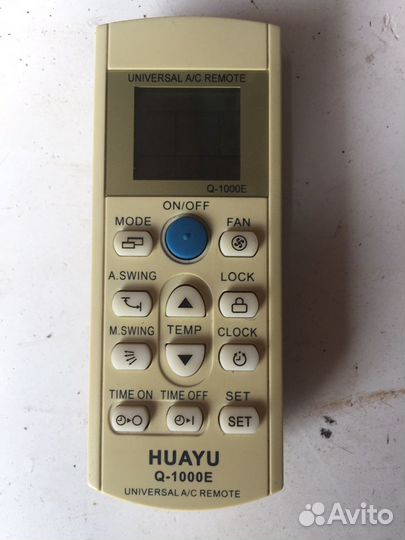 UNIVERSAL A/C REMOTE
Q-1000E
ON/OFF
MODE
FAN
A.SWING
LOCK
M.SWING
TEMP
CLOCK
TIME ON
TIME OFF
SET
SET
HUAYU
Q-1000E
UNIVERSAL A/C REMOTE
Avito